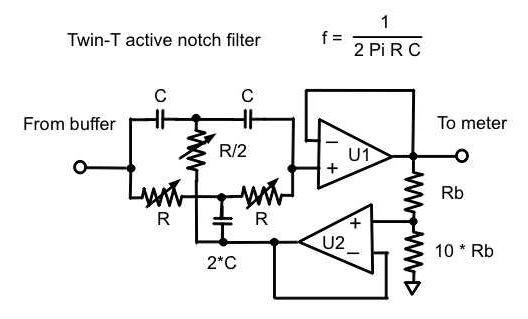 Twin-T active notch filter
f = 1
2 Pi R C
C
C
From buffer
To meter
R/2
-
+
U1
R
R
Rb
+
U2
-
2*C
10 * Rb